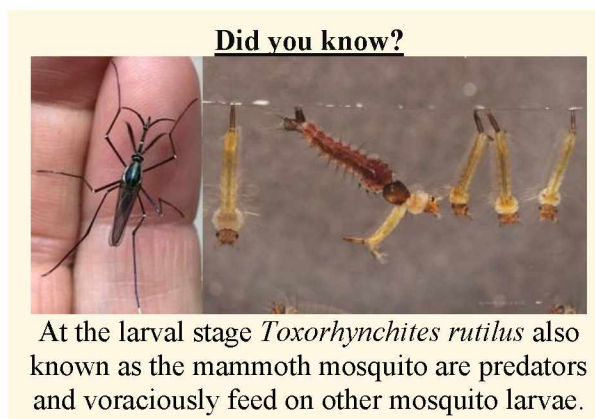 Did you know?
At the larval stage Toxorhynchites rutilus also
known as the mammoth mosquito are predators
and voraciously feed on other mosquito larvae.